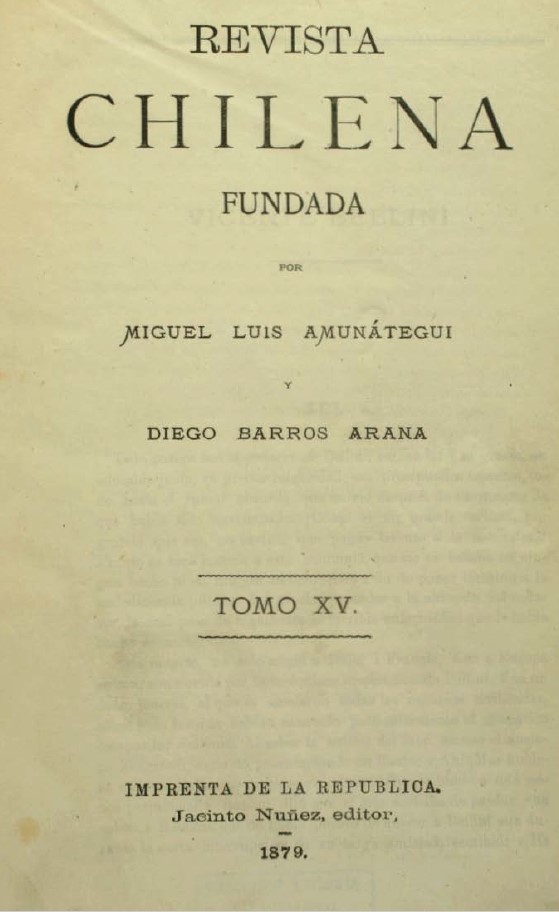 REVISTA
CHILENA
FUNDADA
POR
MIGUEL LUIS AMUNÁTEGUI
Y
DIEGO BARROS ARANA
TOMO XV.
IMPRENTA DE LA REPUBLICA.
Jacinto Nuñez, editor,
1879.